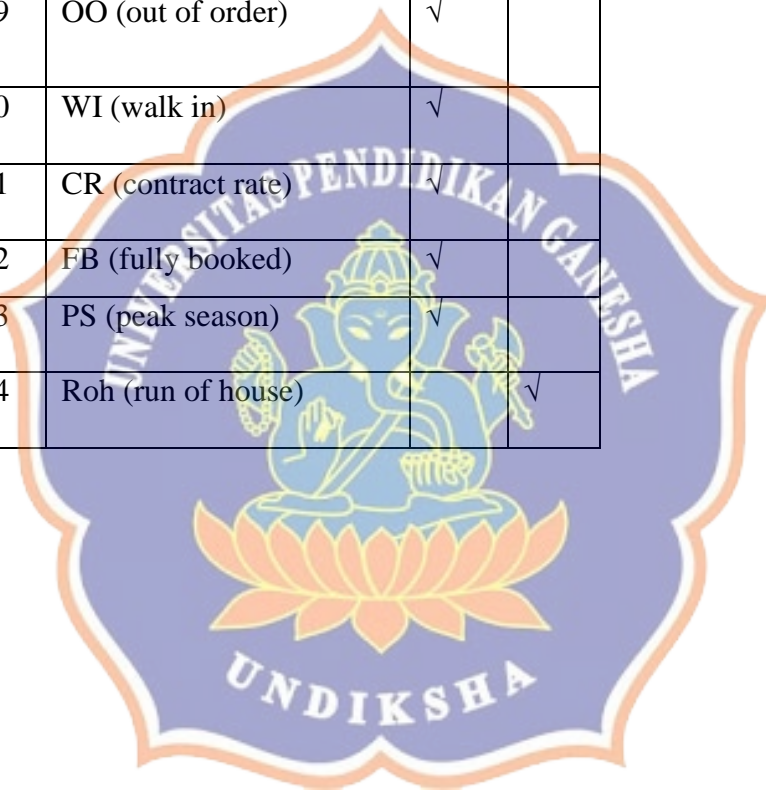 9 OO (out of order) √
0 WI (walk in) √
1 CR (contract rate) √
2 FB (fully booked) √
3 PS (peak season) √
4 Roh (run of house) √
UNIVERSITAS PENDIDIKAN GANESHA
UNDIKSHA